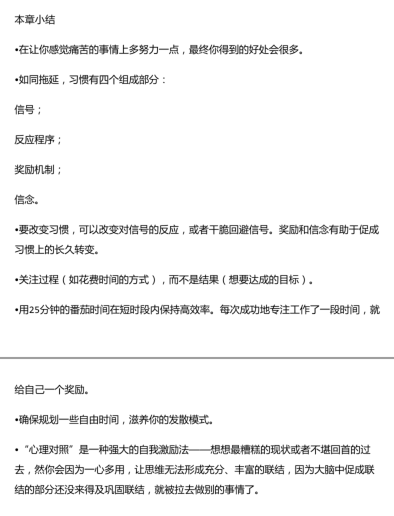 本章小结
•在让你感觉痛苦的事情上多努力一点，最终你得到的好处会很多。
•如同拖延，习惯有四个组成部分：
信号；
反应程序；
奖励机制；
信念。
•要改变习惯，可以改变对信号的反应，或者干脆回避信号。奖励和信念有助于促成
习惯上的长久转变。
•关注过程（如花费时间的方式），而不是结果（想要达成的目标）。
•用25分钟的番茄时间在短时段内保持高效率。每次成功地专注工作了一段时间，就
给自己一个奖励。
•确保规划一些自由时间，滋养你的发散模式。
•“心理对照”是一种强大的自我激励法——想想最糟糕的现状或者不堪回首的过
去，然你会因为一心多用，让思维无法形成充分、丰富的联结，因为大脑中促成联
结的部分还没来得及巩固联结，就被拉去做别的事情了。